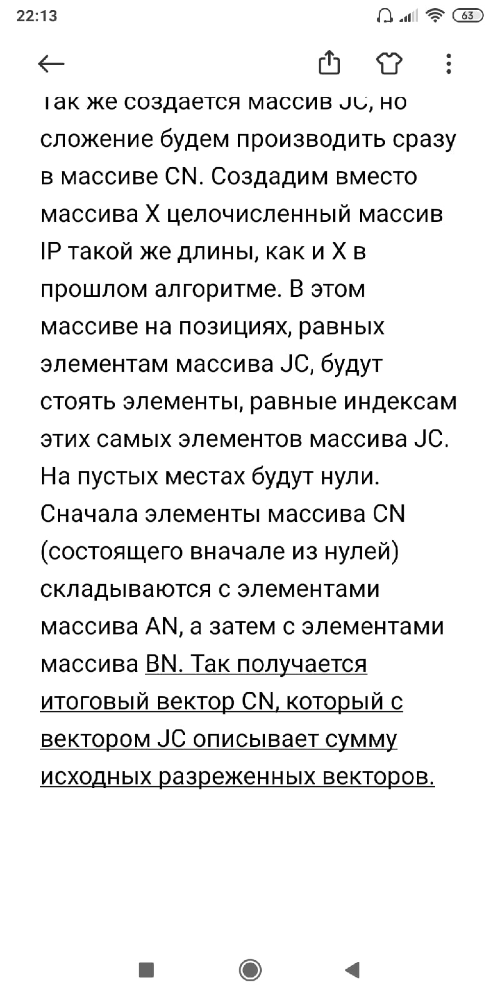 22:13
63
Так же создается массив JC, но
сложение будем производить сразу
в массиве CN. Создадим вместо
массива X целочисленный массив
IP такой же длины, как и X в
прошлом алгоритме. В этом
массиве на позициях, равных
элементам массива JC, будут
стоять элементы, равные индексам
этих самых элементов массива JC.
На пустых местах будут нули.
Сначала элементы массива CN
(состоящего вначале из нулей)
складываются с элементами
массива AN, а затем с элементами
массива BN. Так получается
итоговый вектор CN, который с
вектором JC описывает сумму
исходных разреженных векторов.